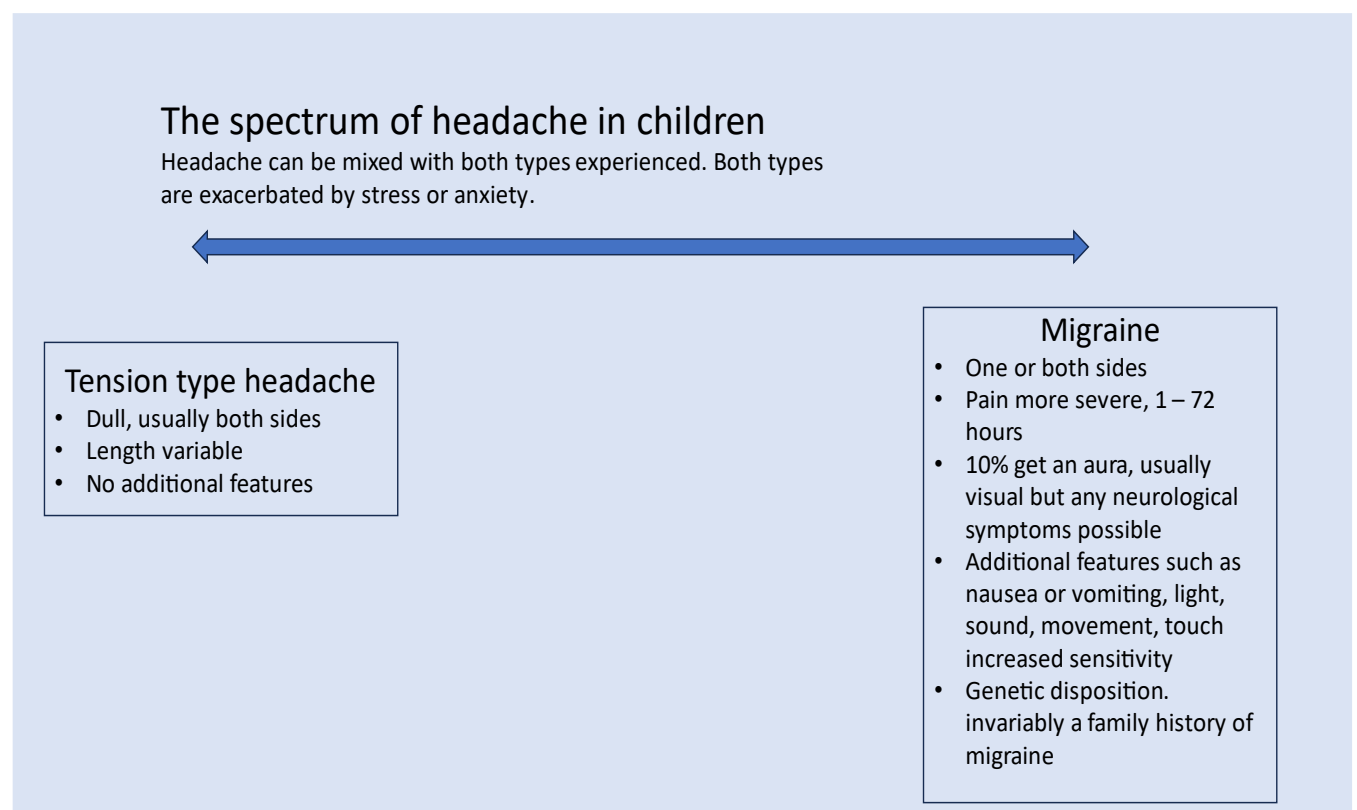 The spectrum of headache in children
Headache can be mixed with both types experienced. Both types
are exacerbated by stress or anxiety.
Tension type headache
• Dull, usually both sides
• Length variable
• No additional features
Migraine
• One or both sides
• Pain more severe, 1 – 72
hours
• 10% get an aura, usually
visual but any neurological
symptoms possible
• Additional features such as
nausea or vomiting, light,
sound, movement, touch
increased sensitivity
• Genetic disposition.
invariably a family history of
migraine